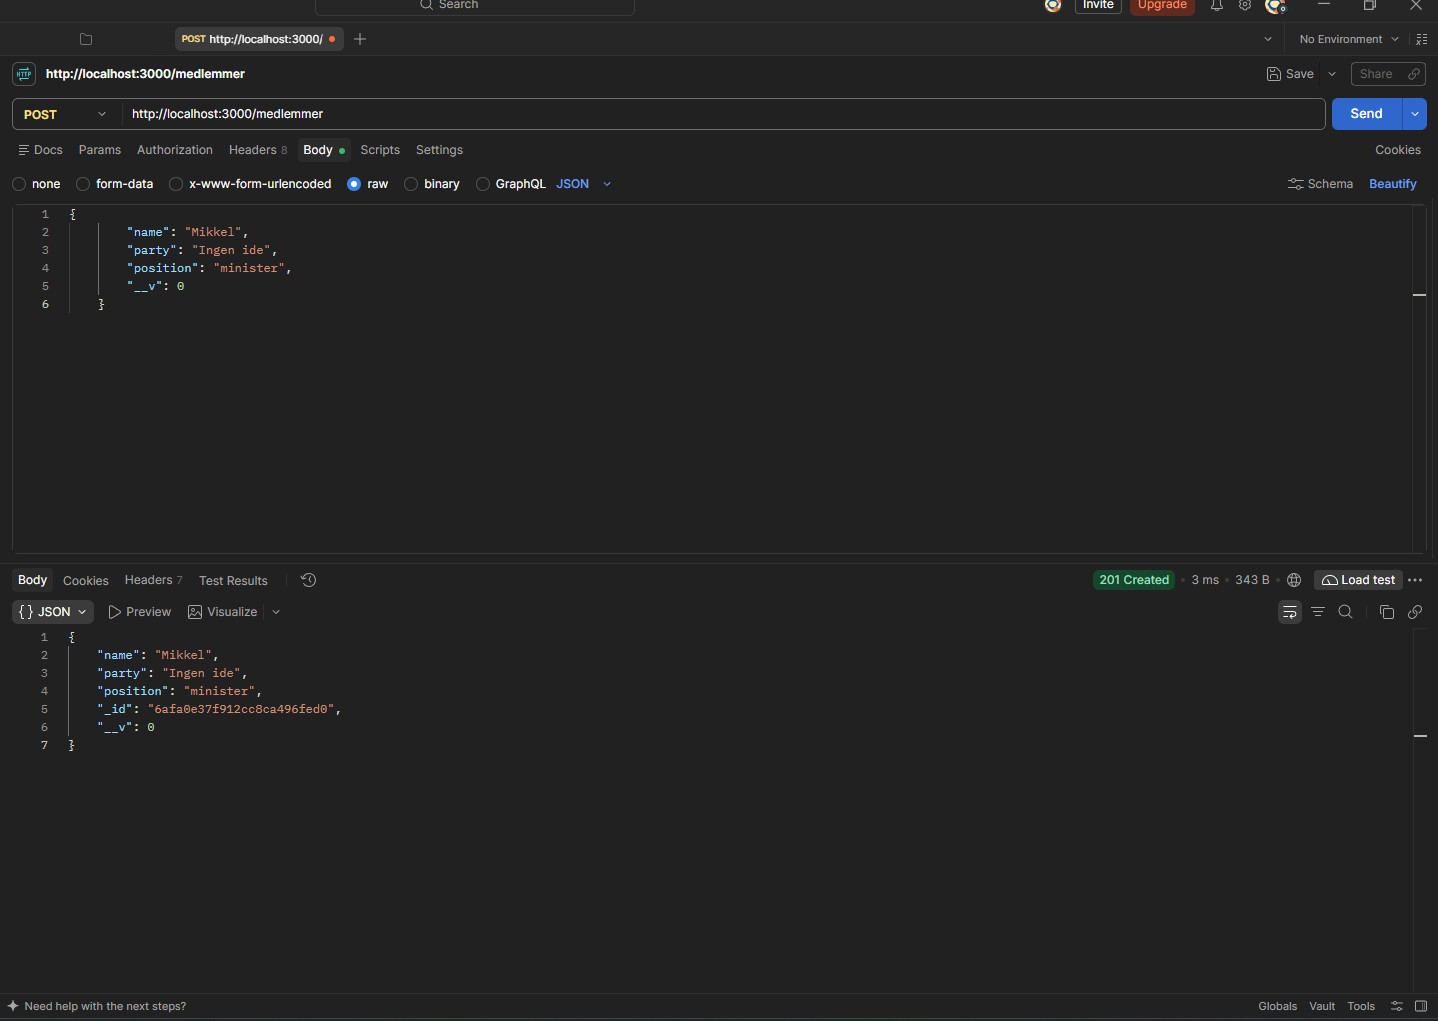 Search
Invite
Upgrade
POST http://localhost:3000/
No Environment
HTTP
http://localhost:3000/medlemmer
Save
Share
POST
http://localhost:3000/medlemmer
Send
Docs
Params
Authorization
Headers 8
Body
Scripts
Settings
Cookies
none
form-data
x-www-form-urlencoded
raw
binary
GraphQL
JSON
Schema
Beautify
1 {
2 "name": "Mikkel",
3 "party": "Ingen ide",
4 "position": "minister",
5 "__v": 0
6 }
Body
Cookies
Headers 7
Test Results
201 Created
3 ms
343 B
Load test
{} JSON
Preview
Visualize
1 {
2 "name": "Mikkel",
3 "party": "Ingen ide",
4 "position": "minister",
5 "_id": "6afa0e37f912cc8ca496fed0",
6 "__v": 0
7 }
Need help with the next steps?
Globals
Vault
Tools